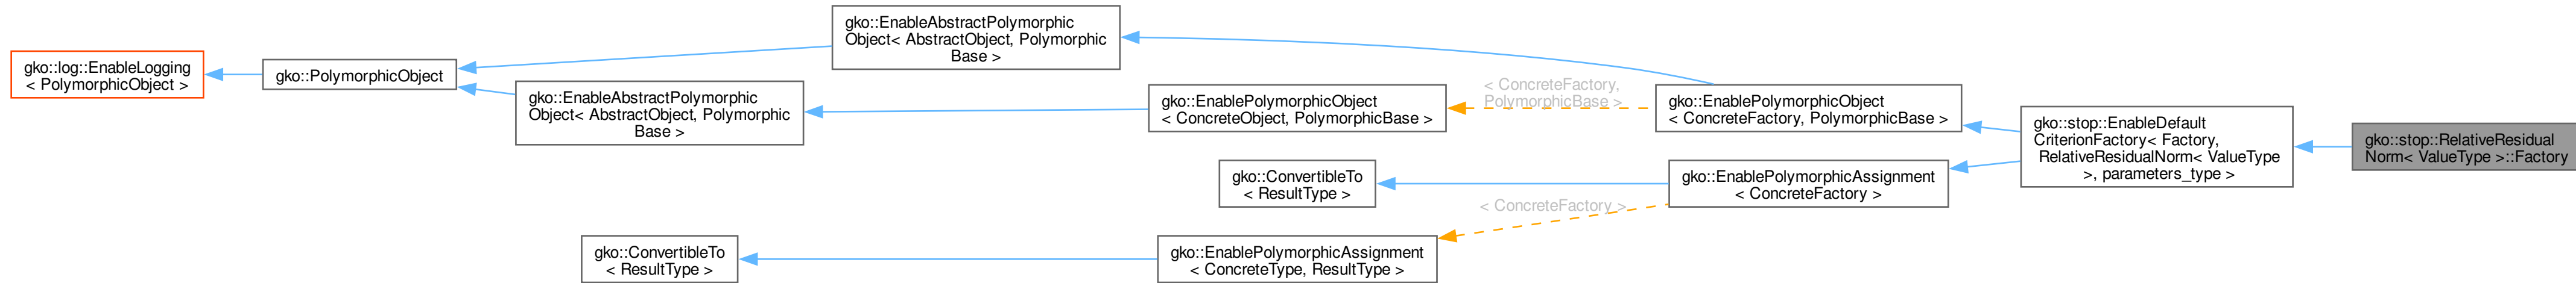 gko::log::EnableLogging
< PolymorphicObject >
gko::PolymorphicObject
gko::EnableAbstractPolymorphic
Object< AbstractObject, Polymorphic
Base >
gko::EnableAbstractPolymorphic
Object< AbstractObject, Polymorphic
Base >
gko::EnablePolymorphicObject
< ConcreteObject, PolymorphicBase >
< ConcreteFactory,
PolymorphicBase >
gko::EnablePolymorphicObject
< ConcreteFactory, PolymorphicBase >
gko::ConvertibleTo
< ResultType >
gko::EnablePolymorphicAssignment
< ConcreteFactory >
< ConcreteFactory >
gko::ConvertibleTo
< ResultType >
gko::EnablePolymorphicAssignment
< ConcreteType, ResultType >
gko::stop::EnableDefault
CriterionFactory< Factory,
RelativeResidualNorm< ValueType
>, parameters_type >
gko::stop::RelativeResidual
Norm< ValueType >::Factory